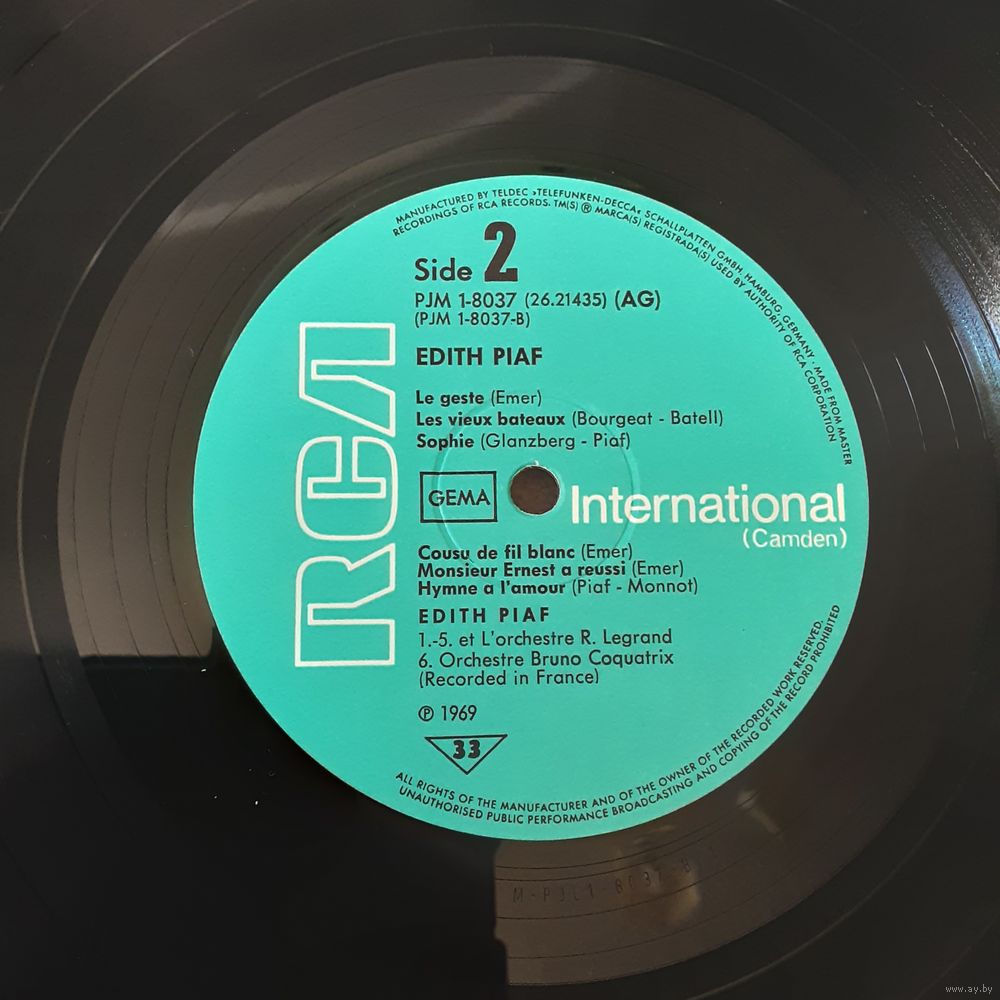 MANUFACTURED BY TELDEC »TELEFUNKEN-DECCA« SCHALLPLATTEN GMBH, HAMBURG, GERMANY · MADE FROM MASTER
RECORDINGS OF RCA RECORDS. TM(S) ® MARCA(S) REGISTRADA(S) USED BY AUTHORITY OF RCA CORPORATION
Side 2
PJM 1-8037 (26.21435) (AG)
(PJM 1-8037-B)
EDITH PIAF
Le geste (Emer)
Les vieux bateaux (Bourgeat - Batell)
Sophie (Glanzberg - Piaf)
RCA
GEMA
International
(Camden)
Cousu de fil blanc (Emer)
Monsieur Ernest a reussi (Emer)
Hymne a l'amour (Piaf - Monnot)
EDITH PIAF
1.-5. et L'orchestre R. Legrand
6. Orchestre Bruno Coquatrix
(Recorded in France)
℗ 1969
33
ALL RIGHTS OF THE MANUFACTURER AND OF THE OWNER OF THE RECORDED WORK RESERVED.
UNAUTHORISED PUBLIC PERFORMANCE BROADCASTING AND COPYING OF THE RECORD PROHIBITED
www.ay.by